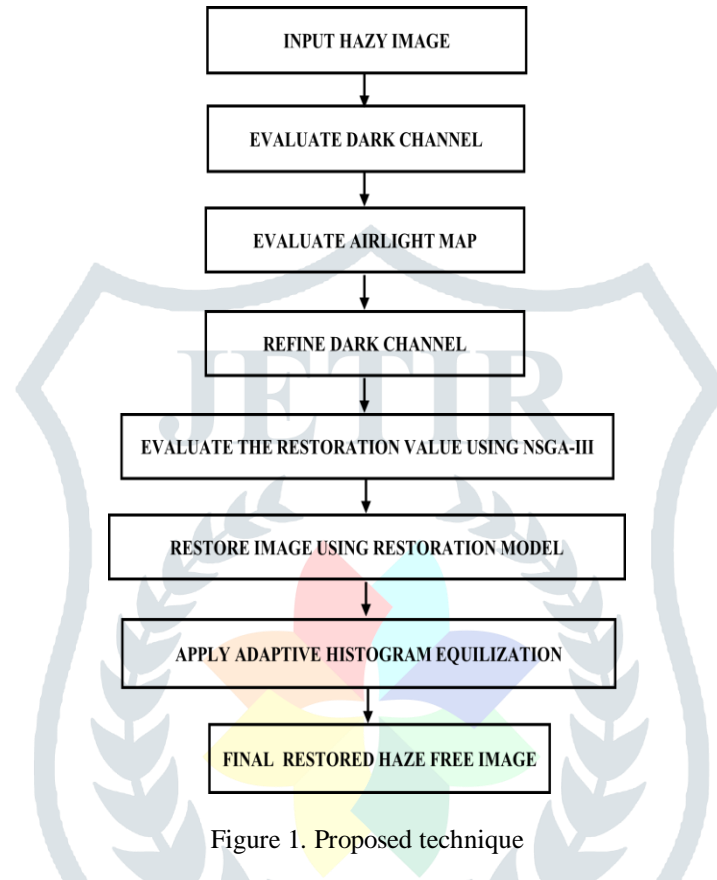 INPUT HAZY IMAGE
EVALUATE DARK CHANNEL
EVALUATE AIRLIGHT MAP
REFINE DARK CHANNEL
JETIR
EVALUATE THE RESTORATION VALUE USING NSGA-III
RESTORE IMAGE USING RESTORATION MODEL
APPLY ADAPTIVE HISTOGRAM EQUILIZATION
FINAL RESTORED HAZE FREE IMAGE
Figure 1. Proposed technique